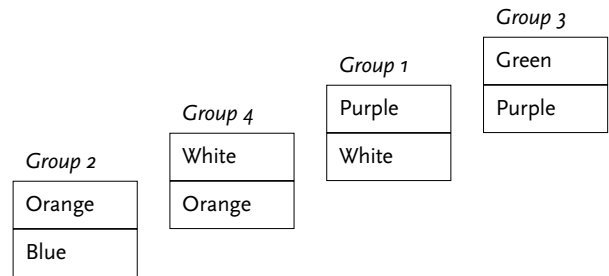 Group 2
Orange
Blue
Group 4
White
Orange
Group 1
Purple
White
Group 3
Green
Purple